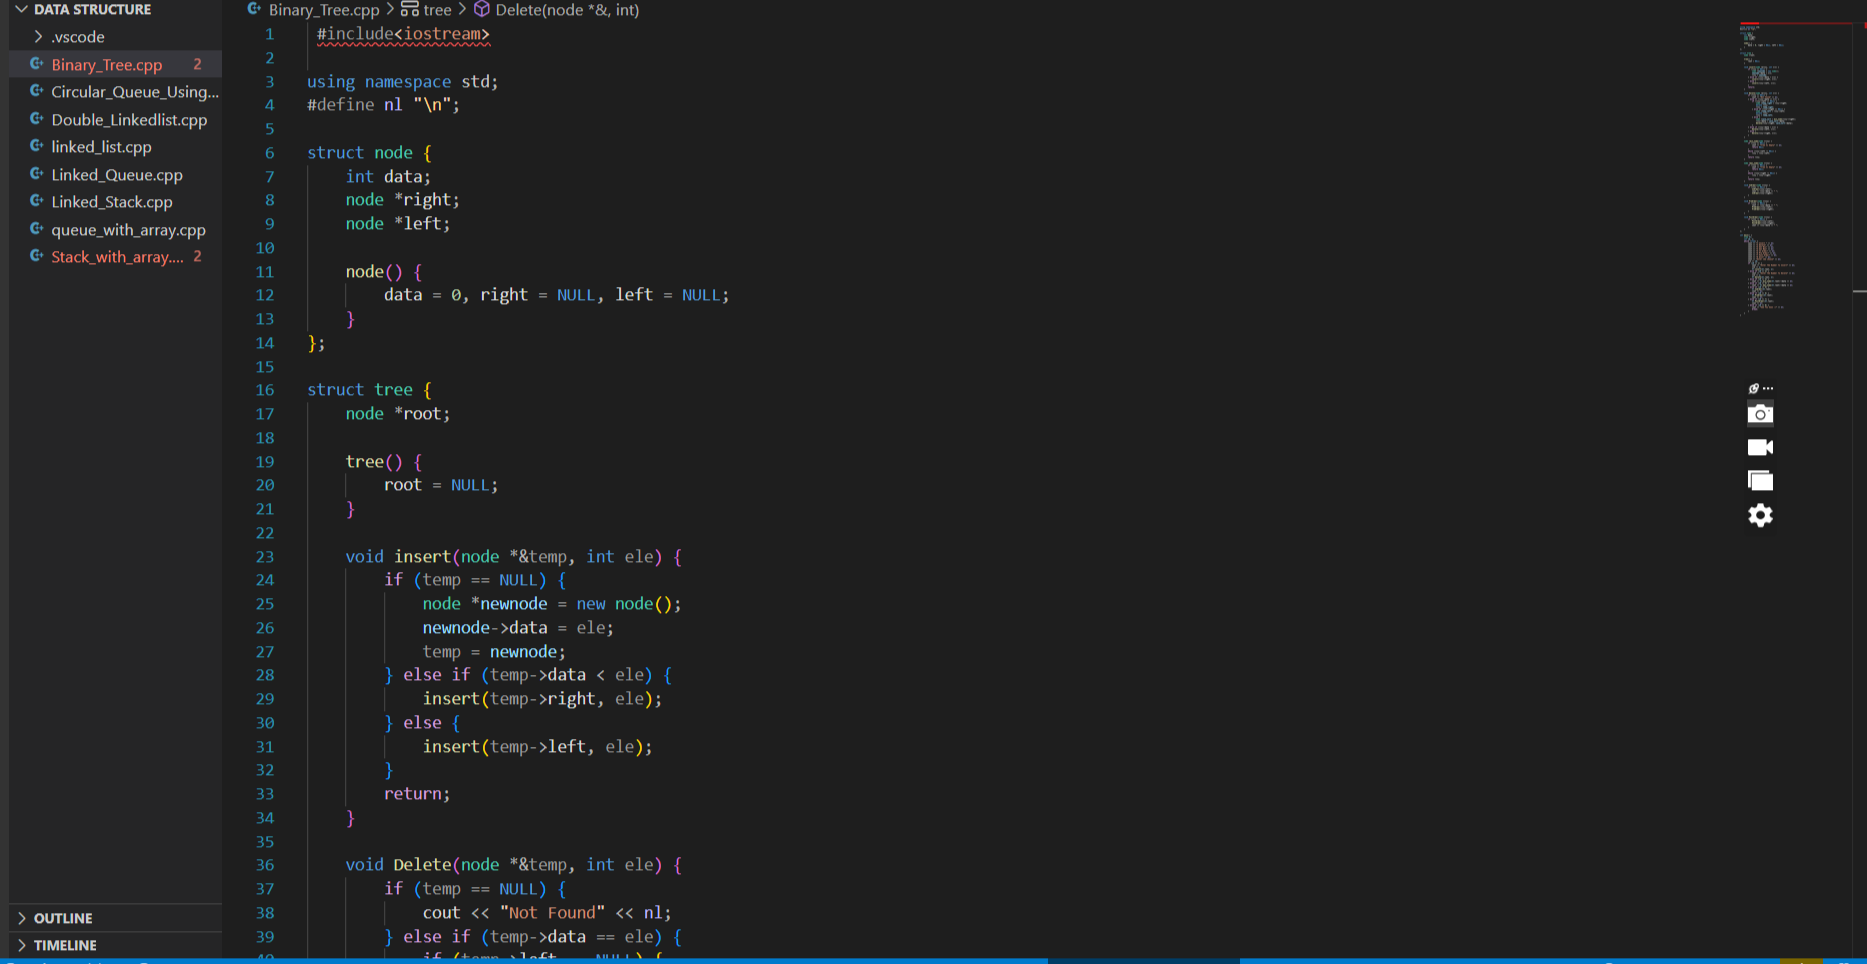 DATA STRUCTURE
.vscode
Binary_Tree.cpp 2
Circular_Queue_Using...
Double_Linkedlist.cpp
linked_list.cpp
Linked_Queue.cpp
Linked_Stack.cpp
queue_with_array.cpp
Stack_with_array.... 2
OUTLINE
TIMELINE
Binary_Tree.cpp > tree > Delete(node *&, int)
1 #include<iostream>
2
3 using namespace std;
4 #define nl "\n";
5
6 struct node {
7 int data;
8 node *right;
9 node *left;
10
11 node() {
12 data = 0, right = NULL, left = NULL;
13 }
14 };
15
16 struct tree {
17 node *root;
18
19 tree() {
20 root = NULL;
21 }
22
23 void insert(node *&temp, int ele) {
24 if (temp == NULL) {
25 node *newnode = new node();
26 newnode->data = ele;
27 temp = newnode;
28 } else if (temp->data < ele) {
29 insert(temp->right, ele);
30 } else {
31 insert(temp->left, ele);
32 }
33 return;
34 }
35
36 void Delete(node *&temp, int ele) {
37 if (temp == NULL) {
38 cout << "Not Found" << nl;
39 } else if (temp->data == ele) {